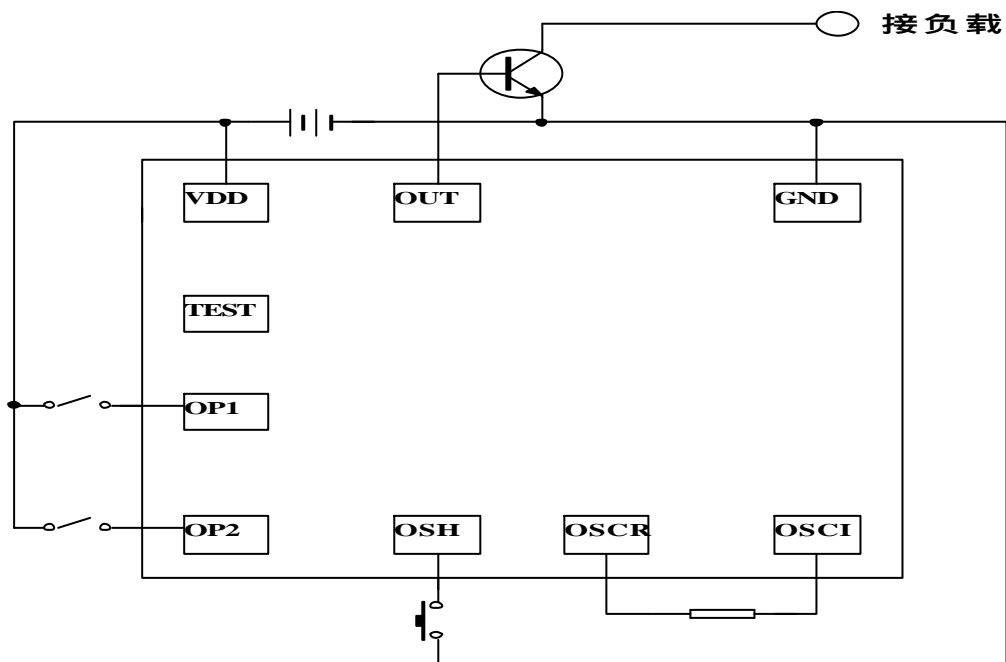 接负载
VDD OUT GND
TEST
OP1
OP2 OSH OSCR OSCI